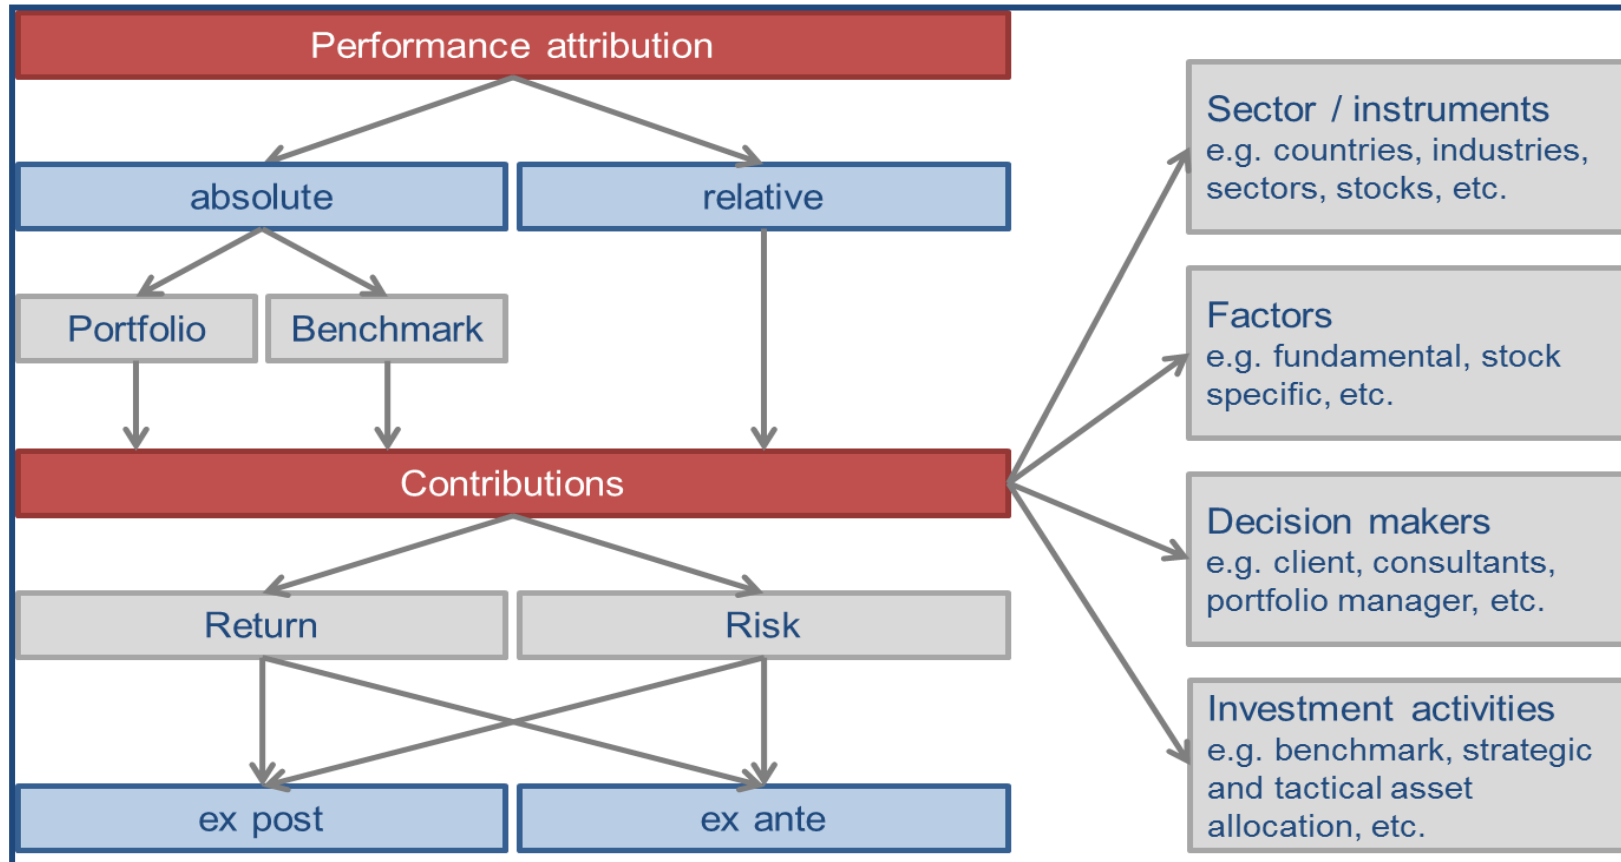 Performance attribution
absolute
relative
Portfolio
Benchmark
Contributions
Return
Risk
ex post
ex ante
Sector / instruments
e.g. countries, industries,
sectors, stocks, etc.
Factors
e.g. fundamental, stock
specific, etc.
Decision makers
e.g. client, consultants,
portfolio manager, etc.
Investment activities
e.g. benchmark, strategic
and tactical asset
allocation, etc.